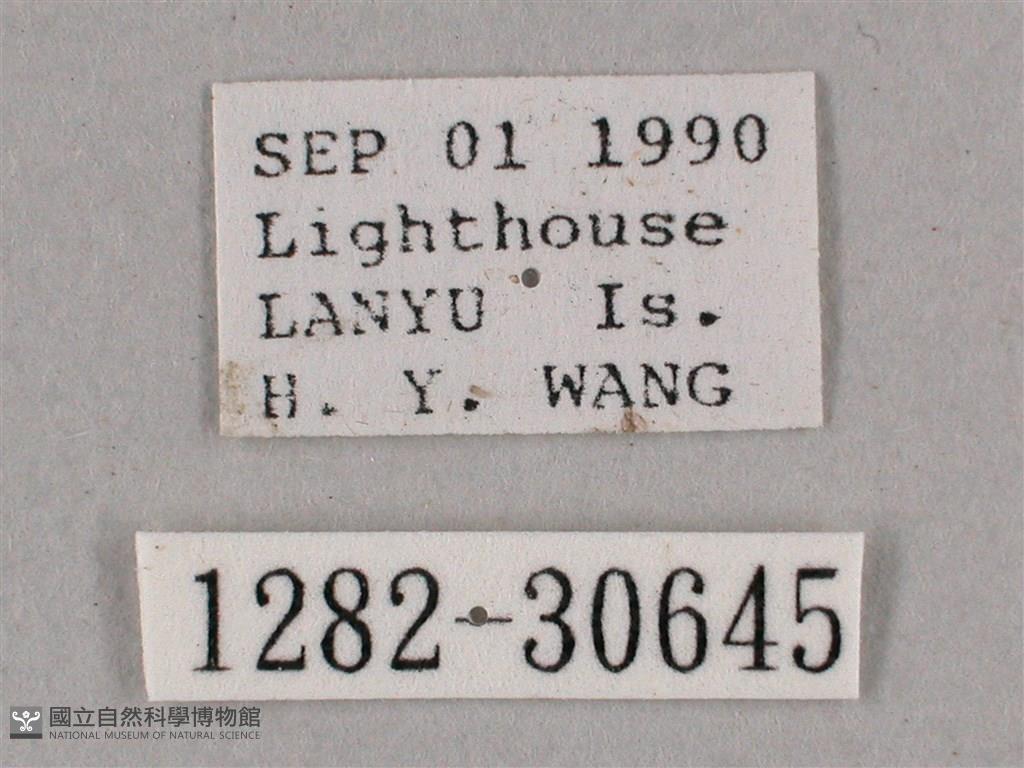 SEP 01 1990
Lighthouse
LANYU Is.
H. Y. WANG
1282-30645
國立自然科學博物館
NATIONAL MUSEUM OF NATURAL SCIENCE